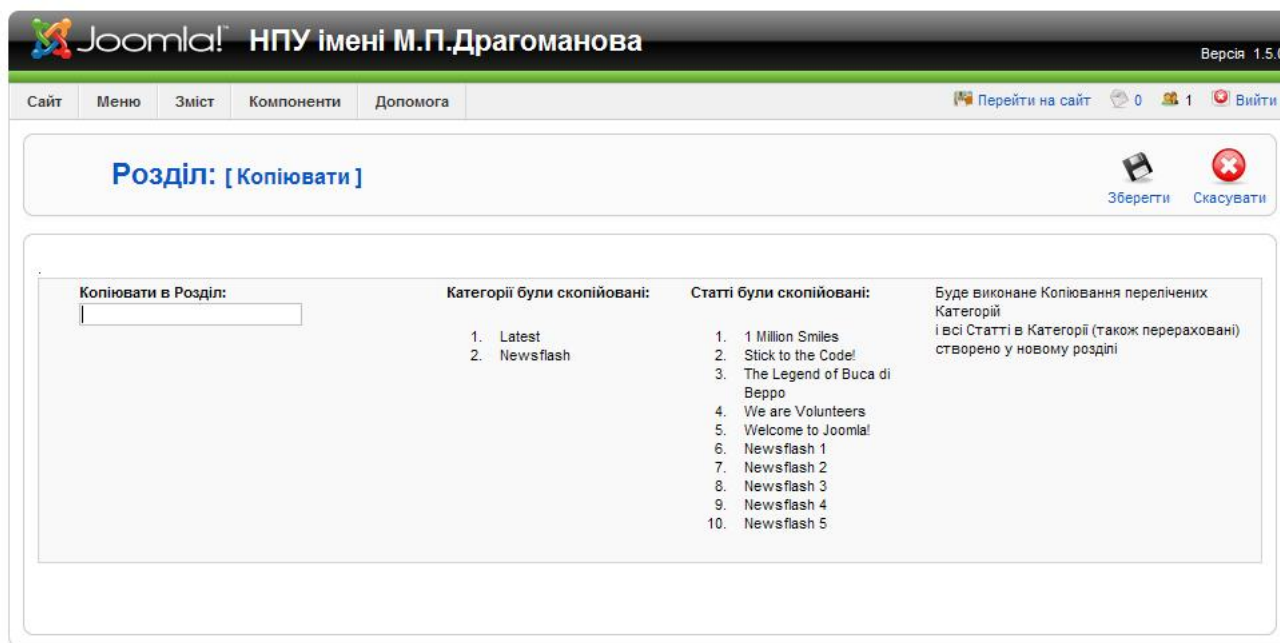 Joomla! НПУ імені М.П.Драгоманова
Версія 1.5.0
Сайт Меню Зміст Компоненти Допомога Перейти на сайт 0 1 Вийти
Розділ: [ Копіювати ]
Зберегти Скасувати
.
Копіювати в Розділ:
Категорії були скопійовані:
1. Latest
2. Newsflash
Статті були скопійовані:
1. 1 Million Smiles
2. Stick to the Code!
3. The Legend of Buca di
Beppo
4. We are Volunteers
5. Welcome to Joomla!
6. Newsflash 1
7. Newsflash 2
8. Newsflash 3
9. Newsflash 4
10. Newsflash 5
Буде виконане Копіювання перелічених
Категорій
і всі Статті в Категорії (також перераховані)
створено у новому розділі